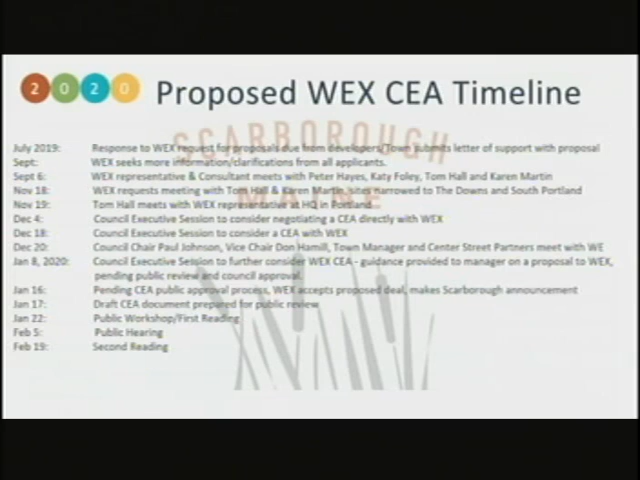 2020 Proposed WEX CEA Timeline
SCARBOROUGH
MAINE
July 2019: Response to WEX request for proposals due from developers/Town submits letter of support with proposal
Sept: WEX seeks more information/clarifications from all applicants.
Sept 6: WEX representative & Consultant meets with Peter Hayes, Katy Foley, Tom Hall and Karen Martin
Nov 18: WEX requests meeting with Tom Hall & Karen Martin, sites narrowed to The Downs and South Portland
Nov 19: Tom Hall meets with WEX representative at HQ in Portland
Dec 4: Council Executive Session to consider negotiating a CEA directly with WEX
Dec 18: Council Executive Session to consider a CEA with WEX
Dec 20: Council Chair Paul Johnson, Vice Chair Don Hamill, Town Manager and Center Street Partners meet with WE
Jan 8, 2020: Council Executive Session to further consider WEX CEA - guidance provided to manager on a proposal to WEX,
pending public review and council approval.
Jan 16: Pending CEA public approval process, WEX accepts proposed deal, makes Scarborough announcement
Jan 17: Draft CEA document prepared for public review
Jan 22: Public Workshop/First Reading
Feb 5: Public Hearing
Feb 19: Second Reading